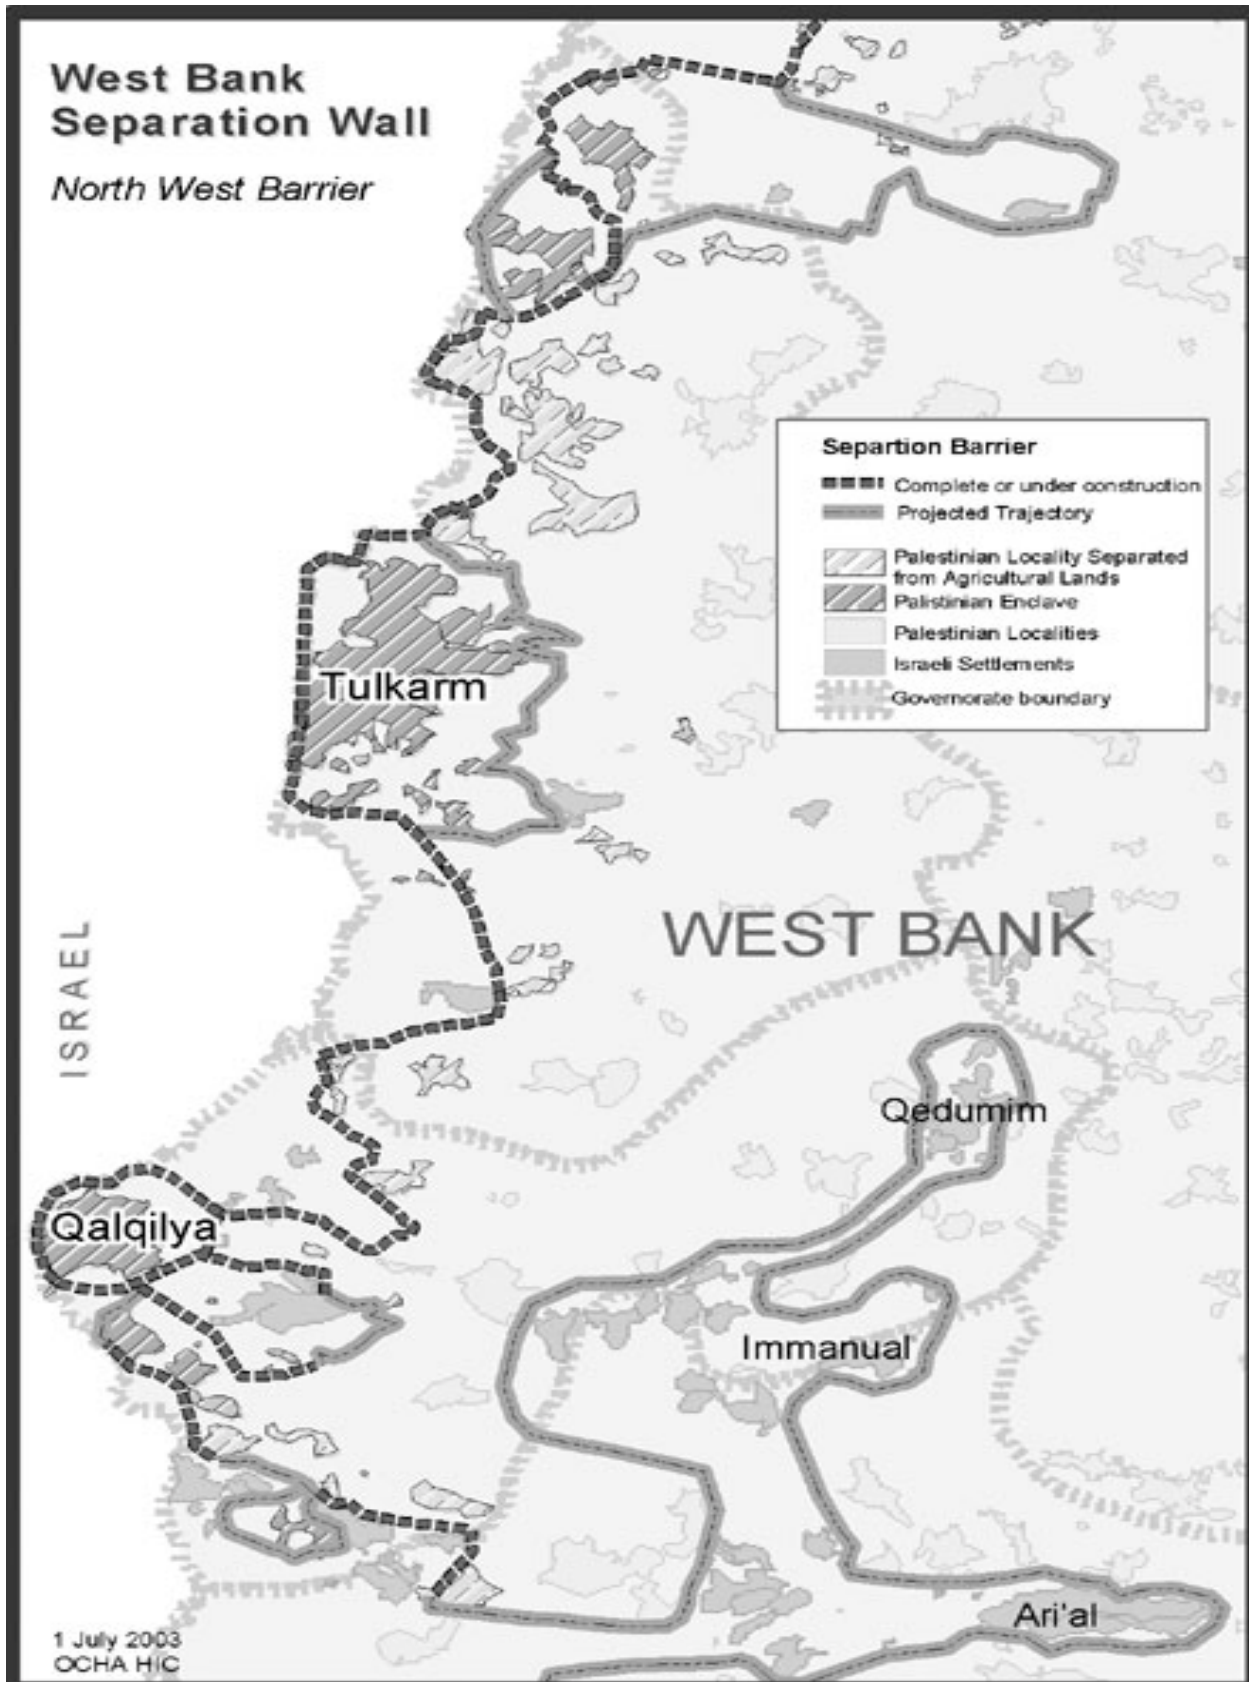 West Bank
Separation Wall
North West Barrier
Separtion Barrier
Complete or under construction
Projected Trajectory
Palestinian Locality Separated
from Agricultural Lands
Palistinian Enclave
Palestinian Localities
Israeli Settlements
Governorate boundary
Tulkarm
WEST BANK
ISRAEL
Qedumim
Qalqilya
Immanual
Ari'al
1 July 2003
OCHA HIC